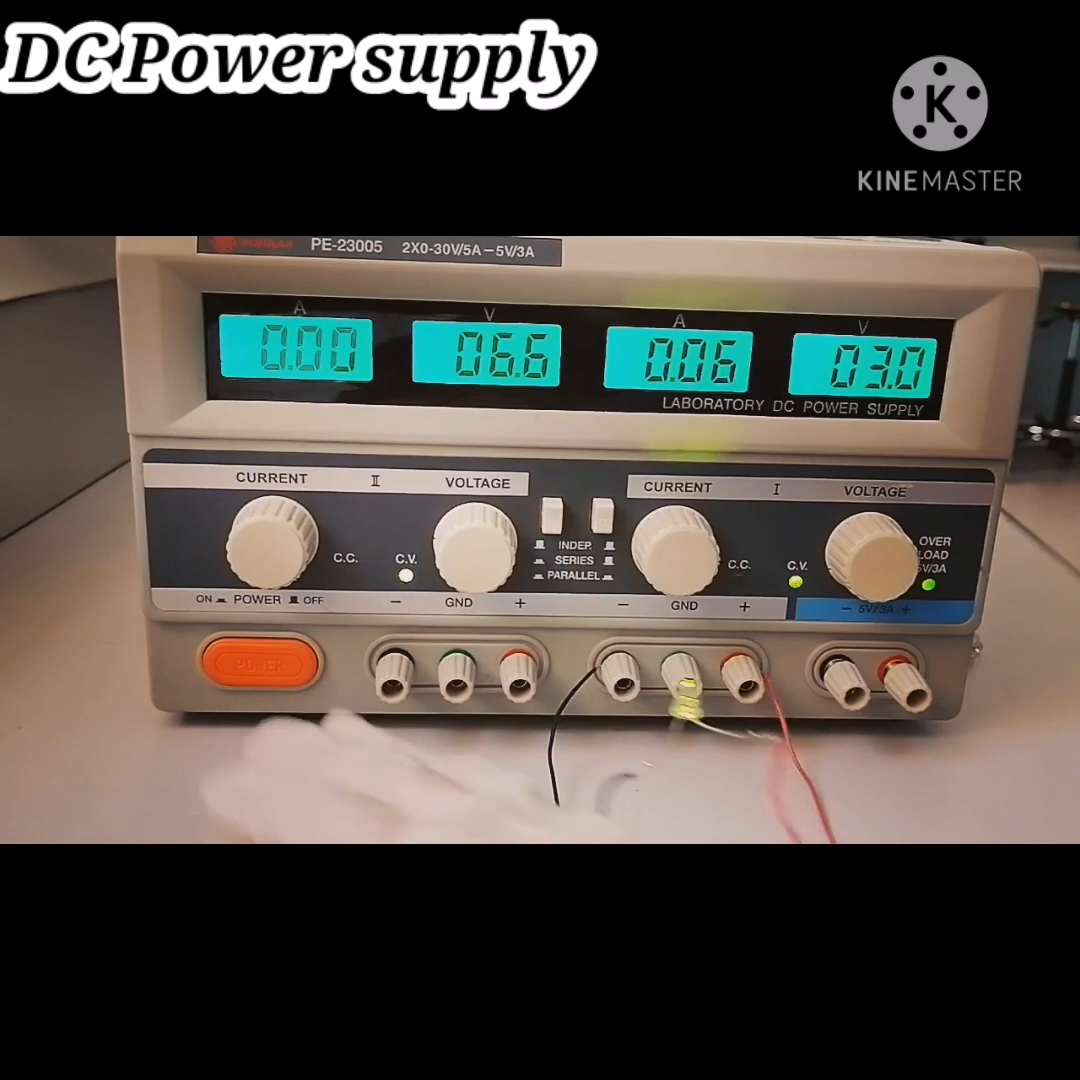 DC Power supply
K
KINEMASTER
POPULAR PE-23005 2X0-30V/5A-5V/3A
A V A V
0.00 06.6 0.06 03.0
LABORATORY DC POWER SUPPLY
CURRENT II VOLTAGE CURRENT I VOLTAGE
C.C. C.V. INDEP. C.C. C.V. OVER
SERIES LOAD
PARALLEL 5V/3A
ON POWER OFF − GND + − GND + − 5V/3A +
POWER